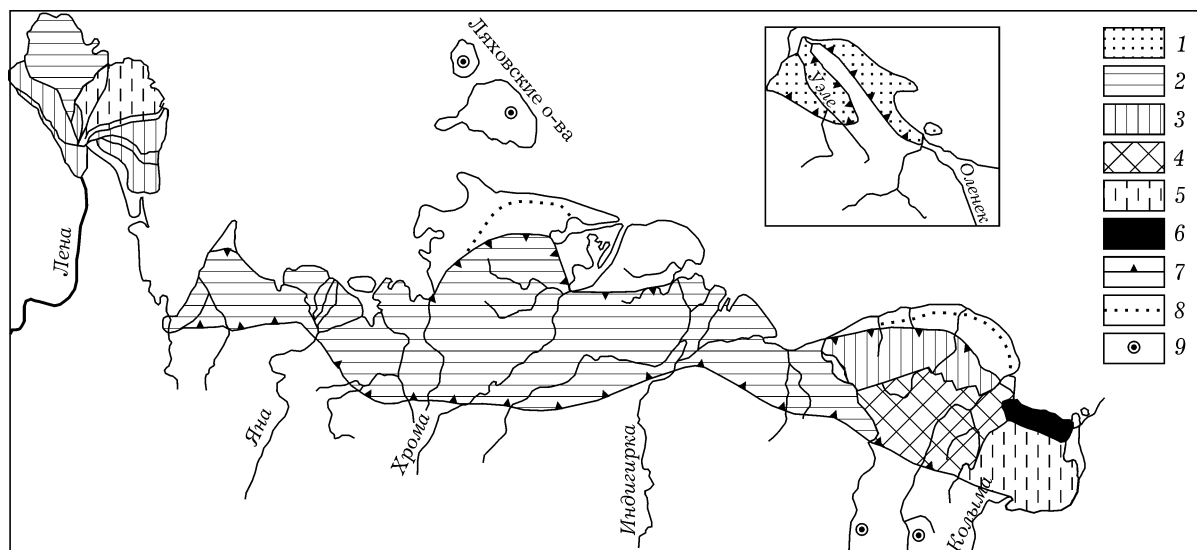 Ляховские о-ва
Уэле
Оленек
Лена
Яна
Хрома
Индигирка
Колыма
1
2
3
4
5
6
7
8
9